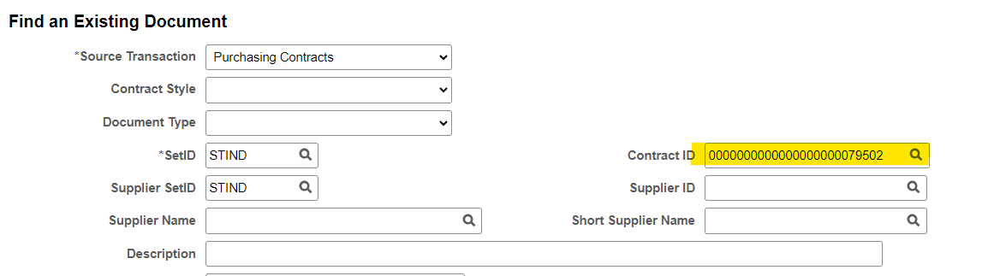 Find an Existing Document
*Source Transaction Purchasing Contracts
Contract Style
Document Type
*SetID STIND Contract ID 0000000000000000000079502
Supplier SetID STIND Supplier ID
Supplier Name Short Supplier Name
Description